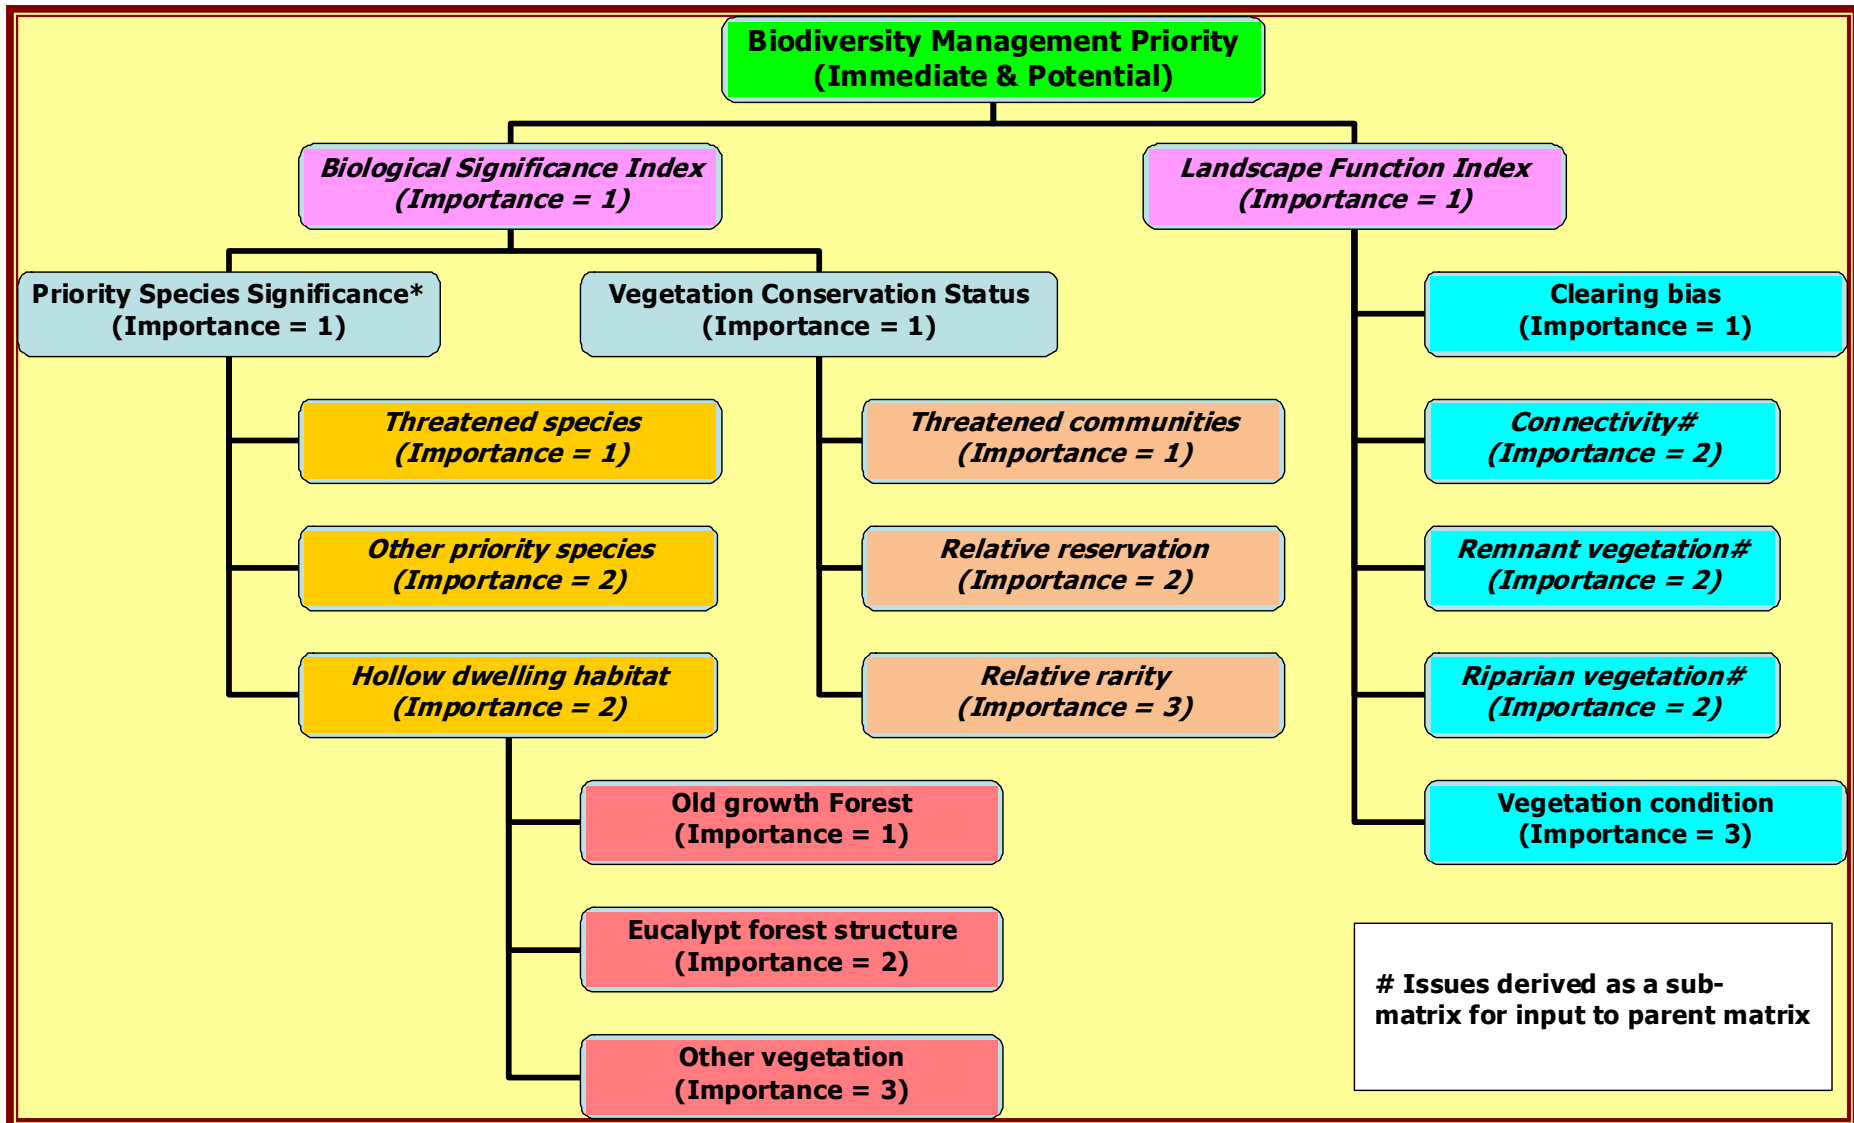 Biodiversity Management Priority
(Immediate & Potential)
Biological Significance Index
(Importance = 1)
Landscape Function Index
(Importance = 1)
Priority Species Significance*
(Importance = 1)
Vegetation Conservation Status
(Importance = 1)
Clearing bias
(Importance = 1)
Threatened species
(Importance = 1)
Threatened communities
(Importance = 1)
Connectivity#
(Importance = 2)
Other priority species
(Importance = 2)
Relative reservation
(Importance = 2)
Remnant vegetation#
(Importance = 2)
Hollow dwelling habitat
(Importance = 2)
Relative rarity
(Importance = 3)
Riparian vegetation#
(Importance = 2)
Old growth Forest
(Importance = 1)
Vegetation condition
(Importance = 3)
Eucalypt forest structure
(Importance = 2)
# Issues derived as a sub-
matrix for input to parent matrix
Other vegetation
(Importance = 3)